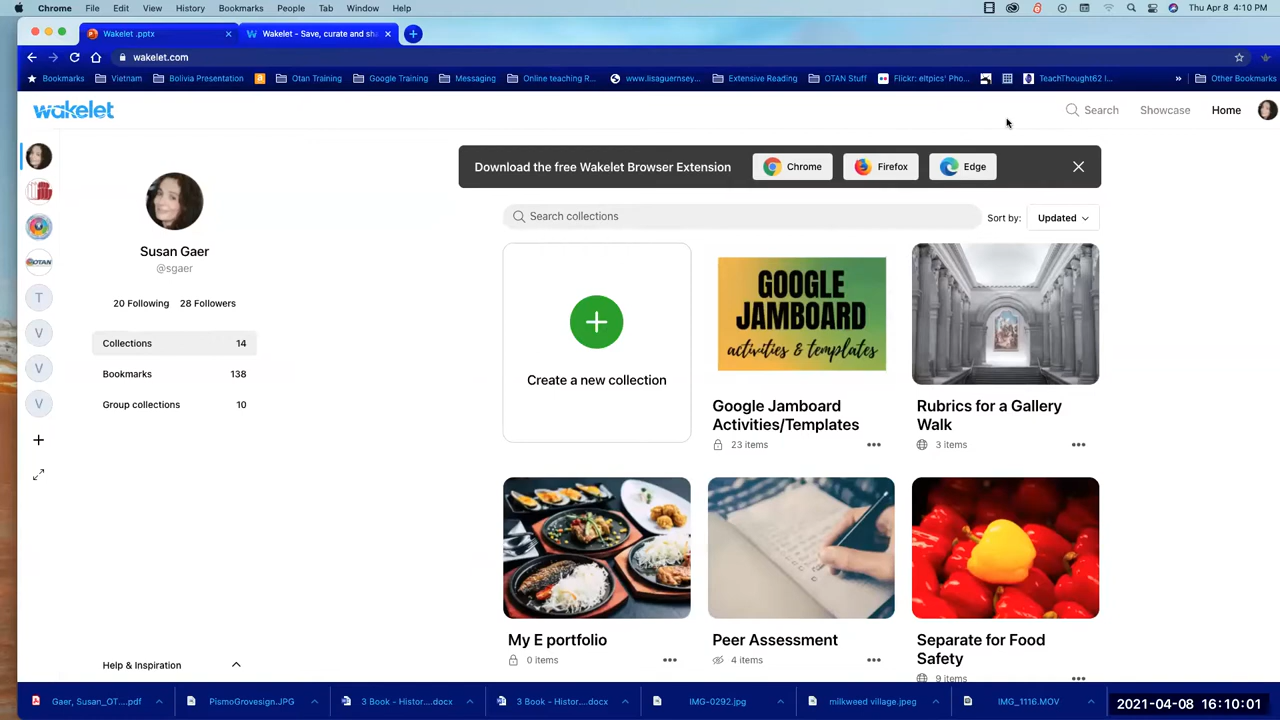 Chrome File Edit View History Bookmarks People Tab Window Help Thu Apr 8 4:10 PM
Wakelet .pptx Wakelet - Save, curate and sha
wakelet.com
Bookmarks Vietnam Bolivia Presentation Otan Training Google Training Messaging Online teaching R... www.lisaguernsey... Extensive Reading OTAN Stuff Flickr: eltpics' Pho... TeachThought62 I... » Other Bookmarks
wakelet Search Showcase Home
Download the free Wakelet Browser Extension Chrome Firefox Edge
Search collections Sort by: Updated
Susan Gaer
@sgaer
20 Following 28 Followers
Collections 14
Bookmarks 138
Group collections 10
OTAN
T
V
V
V
Create a new collection
GOOGLE
JAMBOARD
activities & templates
Google Jamboard
Activities/Templates
23 items
Rubrics for a Gallery
Walk
3 items
My E portfolio
0 items
Peer Assessment
4 items
Separate for Food
Safety
9 items
Help & Inspiration
Gaer, Susan_OT....pdf PismoGrovesign.JPG 3 Book - Histor....docx 3 Book - Histor....docx IMG-0292.jpg milkweed village.jpeg IMG_1116.MOV
2021-04-08 16:10:01